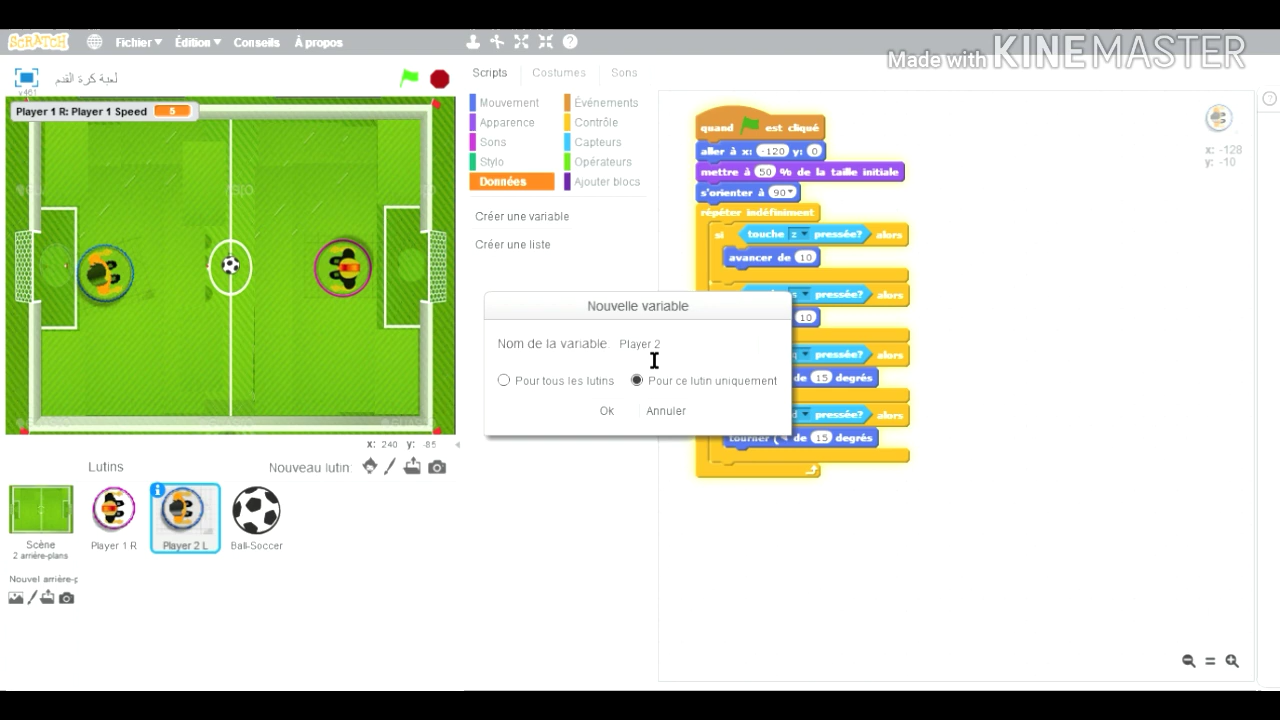 SCRATCH
Fichier
Édition
Conseils
À propos
Made with KINEMASTER
v461
لعبة كرة القدم
Player 1 R: Player 1 Speed 5
Scripts
Costumes
Sons
Mouvement
Événements
Apparence
Contrôle
Sons
Capteurs
Stylo
Opérateurs
Données
Ajouter blocs
Créer une variable
Créer une liste
quand est cliqué
aller à x: -120 y: 0
mettre à 50 % de la taille initiale
s'orienter à 90
répéter indéfiniment
si touche z pressée? alors
avancer de 10
s pressée? alors
10
q pressée? alors
de 15 degrés
d pressée? alors
tourner de 15 degrés
x: -128
y: -10
Nouvelle variable
Nom de la variable. Player 2
Pour tous les lutins
Pour ce lutin uniquement
Ok
Annuler
x: 240 y: -85
Lutins
Nouveau lutin:
Scène
2 arrière-plans
Player 1 R
Player 2 L
Ball-Soccer
Nouvel arrière-p